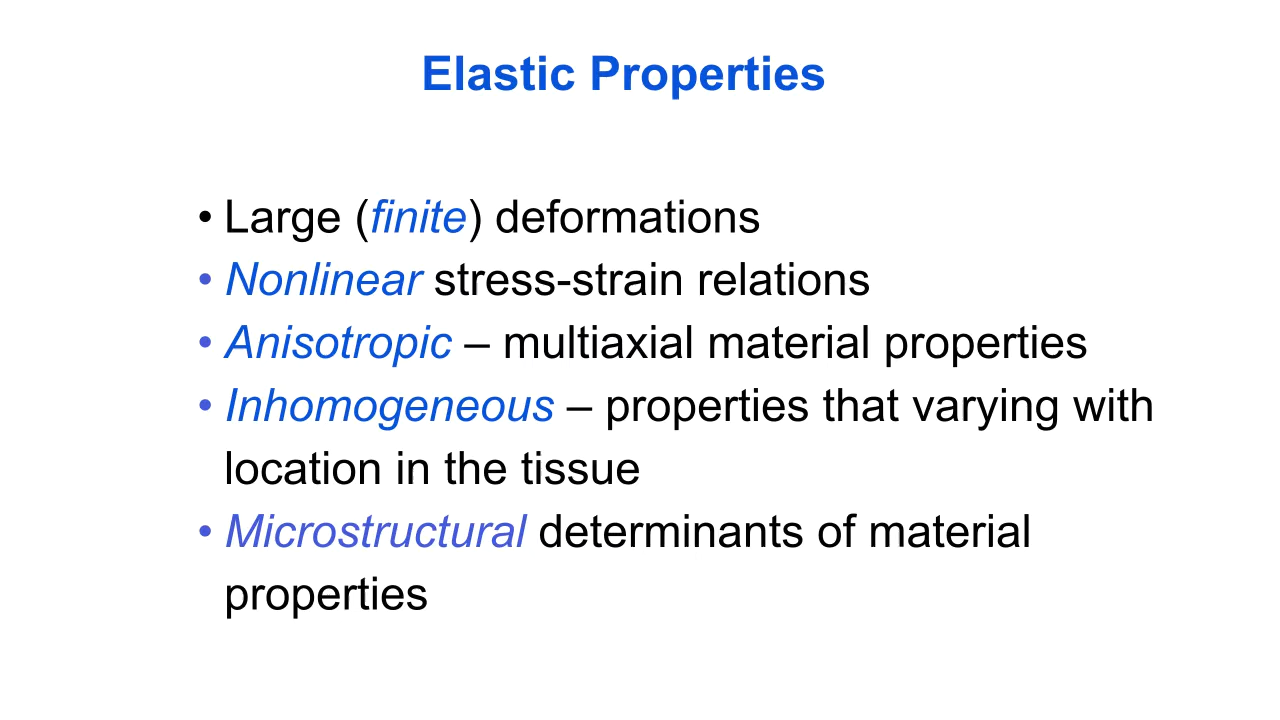 Elastic Properties
• Large (finite) deformations
• Nonlinear stress-strain relations
• Anisotropic – multiaxial material properties
• Inhomogeneous – properties that varying with
location in the tissue
• Microstructural determinants of material
properties